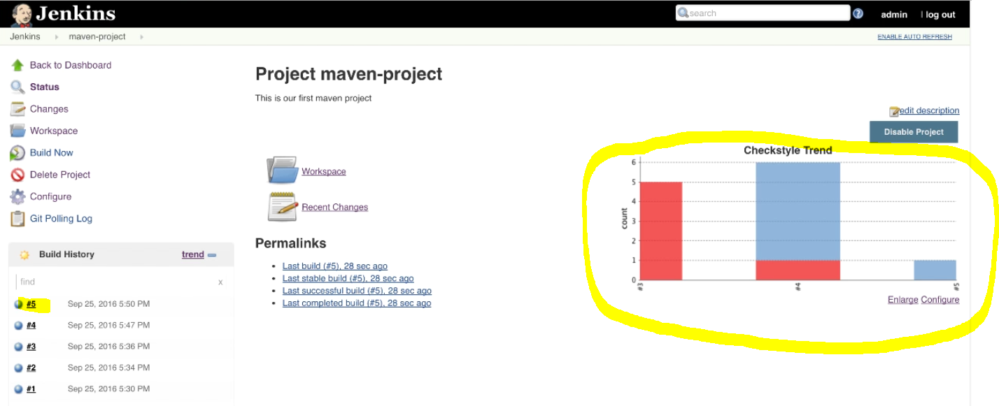 Jenkins
search
admin | log out
Jenkins maven-project
ENABLE AUTO REFRESH
Back to Dashboard
Status
Changes
Workspace
Build Now
Delete Project
Configure
Git Polling Log
Build History trend
find x
#5 Sep 25, 2016 5:50 PM
#4 Sep 25, 2016 5:47 PM
#3 Sep 25, 2016 5:36 PM
#2 Sep 25, 2016 5:34 PM
#1 Sep 25, 2016 5:30 PM
Project maven-project
This is our first maven project
edit description
Disable Project
Workspace
Recent Changes
Permalinks
Last build (#5), 28 sec ago
Last stable build (#5), 28 sec ago
Last successful build (#5), 28 sec ago
Last completed build (#5), 28 sec ago
Checkstyle Trend
count
6
5
4
3
2
1
0
#3 #4 #5
Enlarge Configure